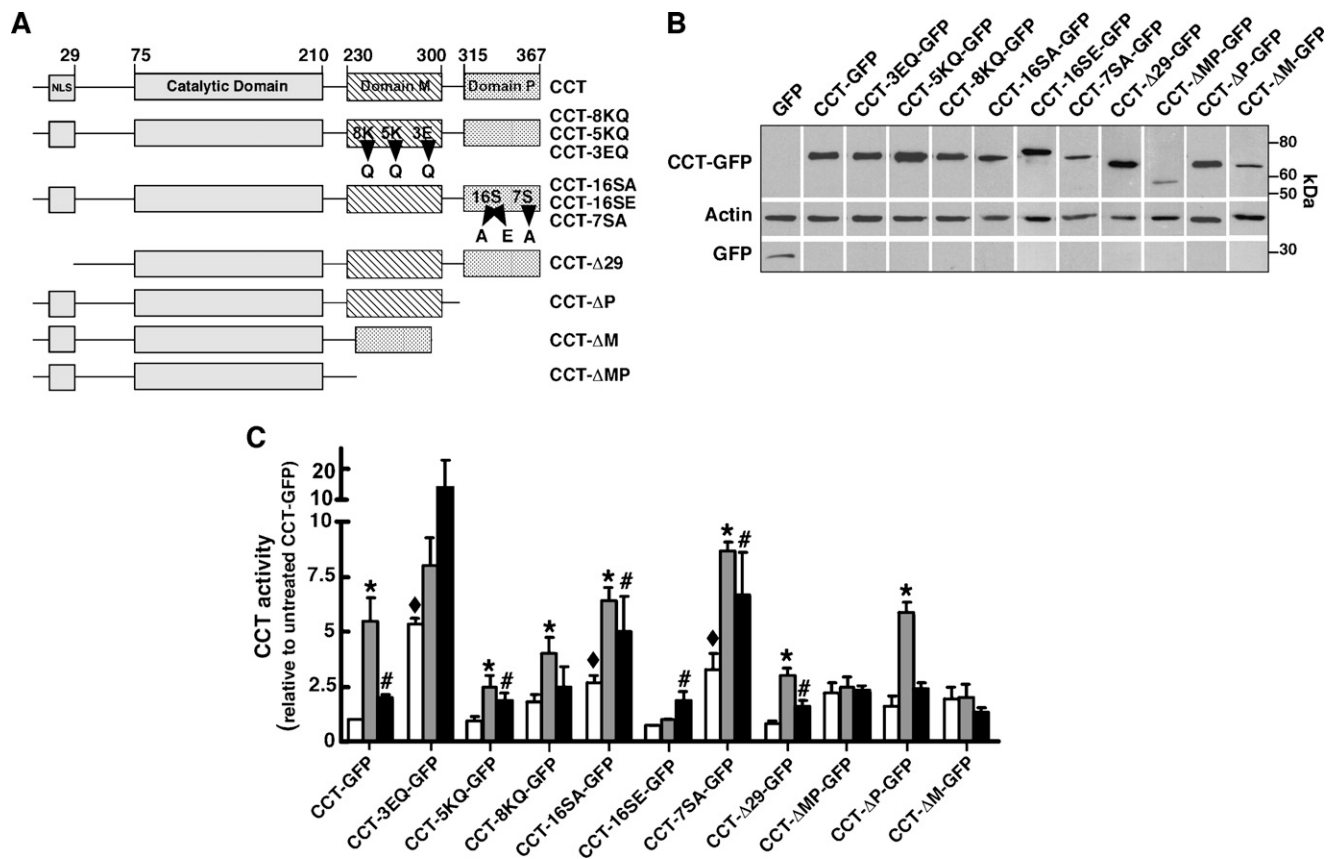 A
29 75 210 230 300 315 367
NLS Catalytic Domain Domain M Domain P CCT
CCT-8KQ
8K 5K 3E CCT-5KQ
CCT-3EQ
Q Q Q
CCT-16SA
16S 7S CCT-16SE
CCT-7SA
A E A
CCT-Δ29
CCT-ΔP
CCT-ΔM
CCT-ΔMP
B
GFP CCT-GFP CCT-3EQ-GFP CCT-5KQ-GFP CCT-8KQ-GFP CCT-16SA-GFP CCT-16SE-GFP CCT-7SA-GFP CCT-Δ29-GFP CCT-ΔMP-GFP CCT-ΔP-GFP CCT-ΔM-GFP
CCT-GFP
Actin
GFP
80
60
50
30
kDa
C
CCT activity
(relative to untreated CCT-GFP)
20
10
10
7.5
5
2.5
0
* # ♦ * # * ♦ * # # ♦ * # * # *
CCT-GFP CCT-3EQ-GFP CCT-5KQ-GFP CCT-8KQ-GFP CCT-16SA-GFP CCT-16SE-GFP CCT-7SA-GFP CCT-Δ29-GFP CCT-ΔMP-GFP CCT-ΔP-GFP CCT-ΔM-GFP